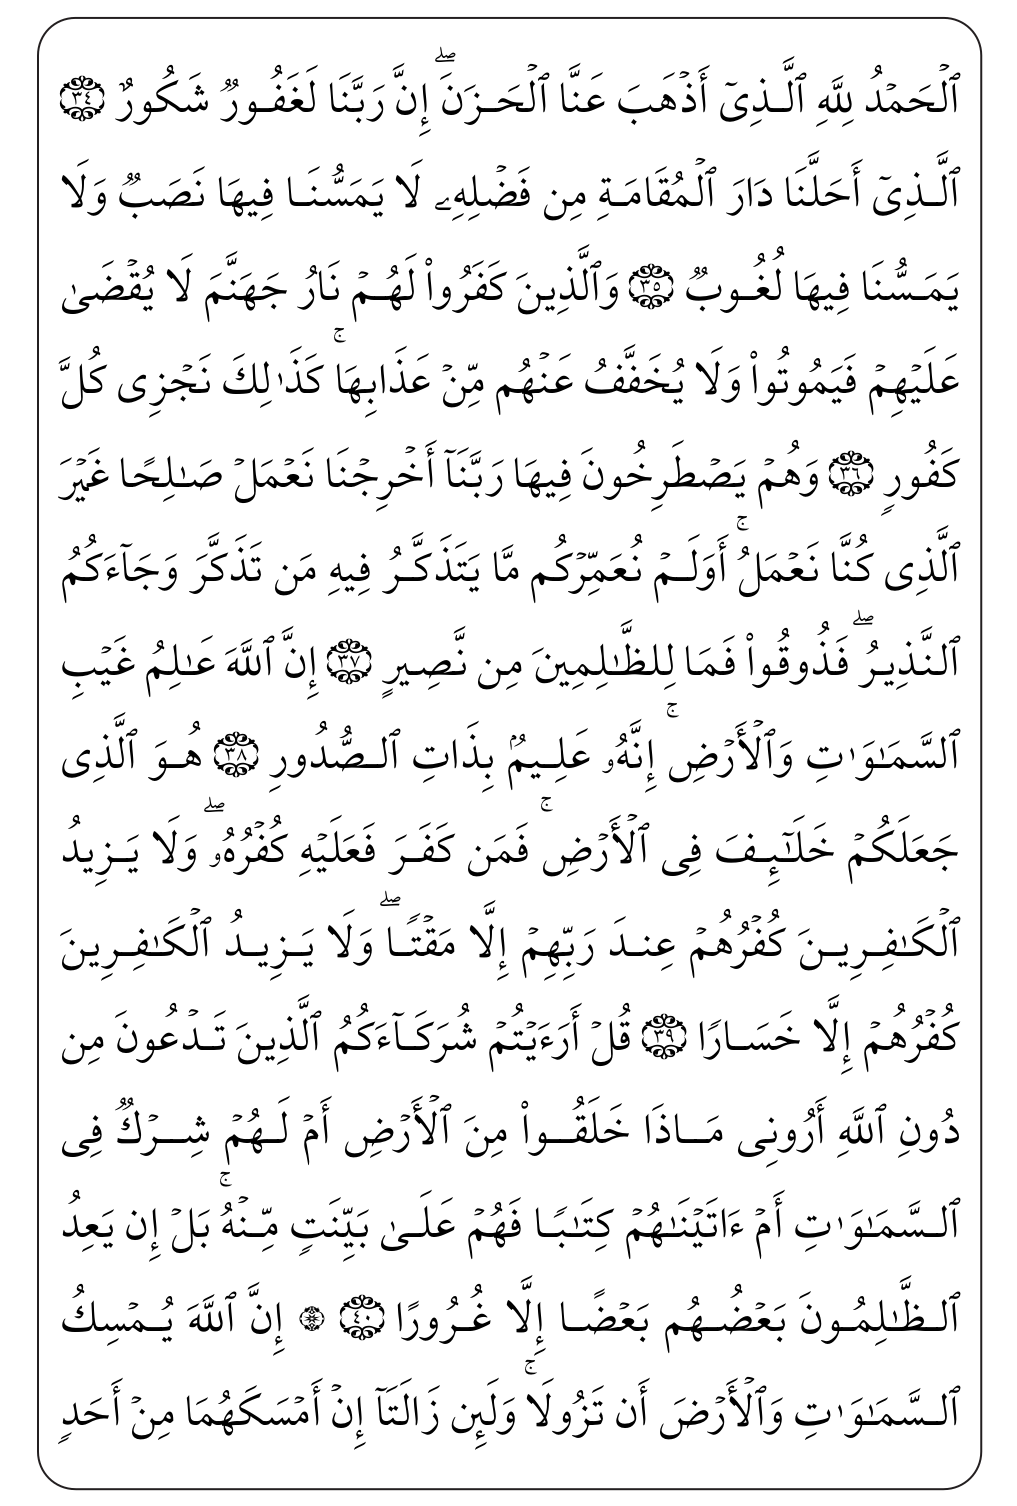 ٱلۡحَمۡدُ لِلَّهِ ٱلَّذِىٓ أَذۡهَبَ عَنَّا ٱلۡحَزَنَۖ إِنَّ رَبَّنَا لَغَفُورٌۭ شَكُورٌ ٣٤
ٱلَّذِىٓ أَحَلَّنَا دَارَ ٱلۡمُقَامَةِ مِن فَضۡلِهِۦ لَا يَمَسُّنَا فِيهَا نَصَبٌۭ وَلَا
يَمَسُّنَا فِيهَا لُغُوبٌۭ ٣٥ وَٱلَّذِينَ كَفَرُواْ لَهُمۡ نَارُ جَهَنَّمَ لَا يُقۡضَىٰ
عَلَيۡهِمۡ فَيَمُوتُواْ وَلَا يُخَفَّفُ عَنۡهُم مِّنۡ عَذَابِهَاۚ كَذَٰلِكَ نَجۡزِى كُلَّ
كَفُورٍۢ ٣٦ وَهُمۡ يَصۡطَرِخُونَ فِيهَا رَبَّنَآ أَخۡرِجۡنَا نَعۡمَلۡ صَـٰلِحًا غَيۡرَ
ٱلَّذِى كُنَّا نَعۡمَلُۚ أَوَلَمۡ نُعَمِّرۡكُم مَّا يَتَذَكَّرُ فِيهِ مَن تَذَكَّرَ وَجَآءَكُمُ
ٱلنَّذِيرُۖ فَذُوقُواْ فَمَا لِلظَّـٰلِمِينَ مِن نَّصِيرٍ ٣٧ إِنَّ ٱللَّهَ عَـٰلِمُ غَيۡبِ
ٱلسَّمَـٰوَٰتِ وَٱلۡأَرۡضِۚ إِنَّهُۥ عَلِيمُۢ بِذَاتِ ٱلصُّدُورِ ٣٨ هُوَ ٱلَّذِى
جَعَلَكُمۡ خَلَـٰٓئِفَ فِى ٱلۡأَرۡضِۚ فَمَن كَفَرَ فَعَلَيۡهِ كُفۡرُهُۥۖ وَلَا يَزِيدُ
ٱلۡكَـٰفِرِينَ كُفۡرُهُمۡ عِندَ رَبِّهِمۡ إِلَّا مَقۡتًۭاۖ وَلَا يَزِيدُ ٱلۡكَـٰفِرِينَ
كُفۡرُهُمۡ إِلَّا خَسَارًۭا ٣٩ قُلۡ أَرَءَيۡتُمۡ شُرَكَآءَكُمُ ٱلَّذِينَ تَدۡعُونَ مِن
دُونِ ٱللَّهِ أَرُونِى مَاذَا خَلَقُواْ مِنَ ٱلۡأَرۡضِ أَمۡ لَهُمۡ شِرۡكٌۭ فِى
ٱلسَّمَـٰوَٰتِ أَمۡ ءَاتَيۡنَـٰهُمۡ كِتَـٰبًۭا فَهُمۡ عَلَىٰ بَيِّنَتٍۢ مِّنۡهُۚ بَلۡ إِن يَعِدُ
ٱلظَّـٰلِمُونَ بَعۡضُهُم بَعۡضًا إِلَّا غُرُورًا ٤٠ ۞ إِنَّ ٱللَّهَ يُمۡسِكُ
ٱلسَّمَـٰوَٰتِ وَٱلۡأَرۡضَ أَن تَزُولَاۚ وَلَئِن زَالَتَآ إِنۡ أَمۡسَكَهُمَا مِنۡ أَحَدٍۢ